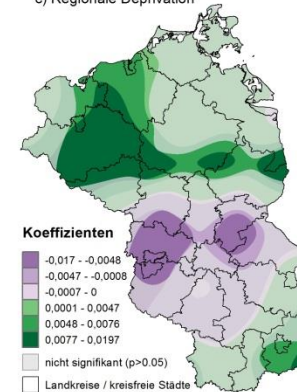 c) Regionale Deprivation
Koeffizienten
-0,017 - -0,0048
-0,0047 - -0,0008
-0,0007 - 0
0,0001 - 0,0047
0,0048 - 0,0076
0,0077 - 0,0197
nicht signifikant (p>0.05)
Landkreise / kreisfreie Städte